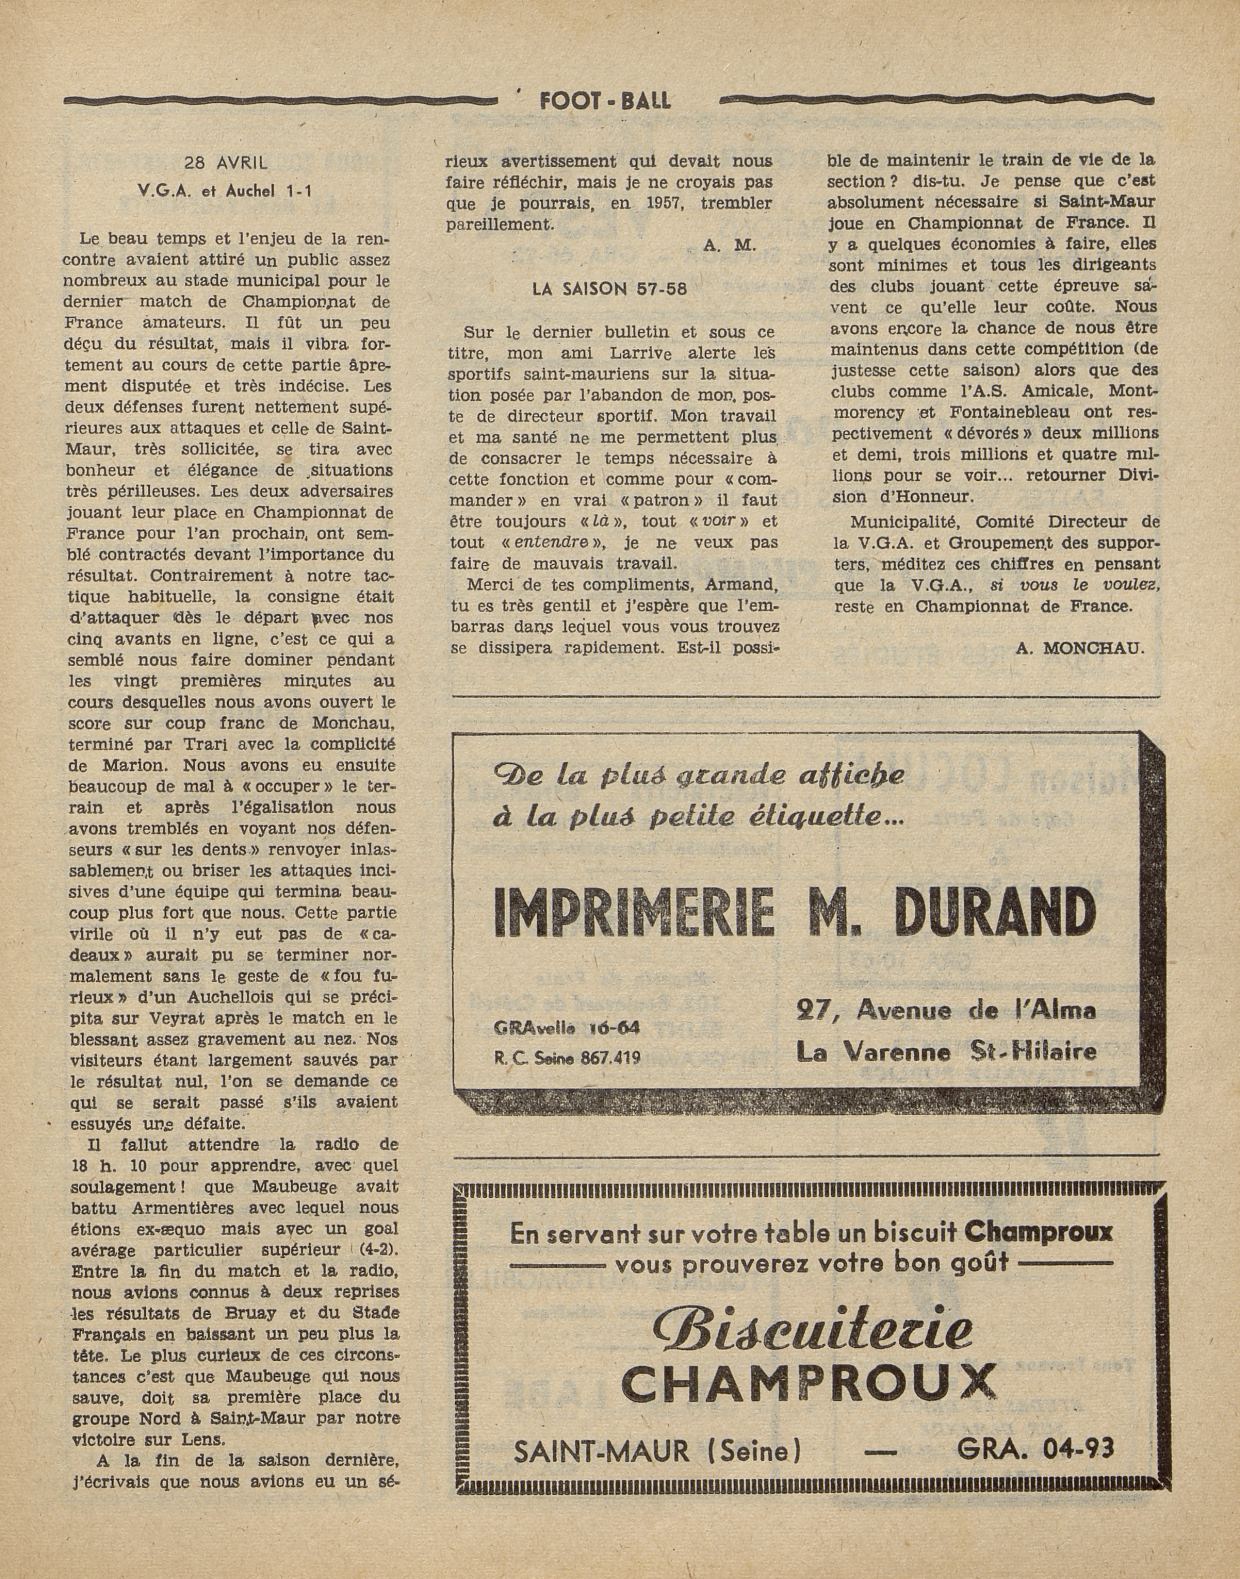 FOOT-BALL
28 AVRIL
V.G.A. et Auchel 1-1
Le beau temps et l'enjeu de la ren-
contre avaient attiré un public assez
nombreux au stade municipal pour le
dernier match de Championnat de
France amateurs. Il fût un peu
déçu du résultat, mais il vibra for-
tement au cours de cette partie âpre-
ment disputée et très indécise. Les
deux défenses furent nettement supé-
rieures aux attaques et celle de Saint-
Maur, très sollicitée, se tira avec
bonheur et élégance de situations
très périlleuses. Les deux adversaires
jouant leur place en Championnat de
France pour l'an prochain, ont sem-
blé contractés devant l'importance du
résultat. Contrairement à notre tac-
tique habituelle, la consigne était
d'attaquer dès le départ avec nos
cinq avants en ligne, c'est ce qui a
semblé nous faire dominer pendant
les vingt premières minutes au
cours desquelles nous avons ouvert le
score sur coup franc de Monchau,
terminé par Trari avec la complicité
de Marion. Nous avons eu ensuite
beaucoup de mal à « occuper » le ter-
rain et après l'égalisation nous
avons tremblés en voyant nos défen-
seurs « sur les dents » renvoyer inlas-
sablement ou briser les attaques inci-
sives d'une équipe qui termina beau-
coup plus fort que nous. Cette partie
virile où il n'y eut pas de « ca-
deaux » aurait pu se terminer nor-
malement sans le geste de « fou fu-
rieux » d'un Auchellois qui se préci-
pita sur Veyrat après le match en le
blessant assez gravement au nez. Nos
visiteurs étant largement sauvés par
le résultat nul, l'on se demande ce
qui se serait passé s'ils avaient
essuyés une défaite.
Il fallut attendre la radio de
18 h. 10 pour apprendre, avec quel
soulagement ! que Maubeuge avait
battu Armentières avec lequel nous
étions ex-æquo mais avec un goal
avérage particulier supérieur (4-2).
Entre la fin du match et la radio,
nous avions connus à deux reprises
les résultats de Bruay et du Stade
Français en baissant un peu plus la
tête. Le plus curieux de ces circons-
tances c'est que Maubeuge qui nous
sauve, doit sa première place du
groupe Nord à Saint-Maur par notre
victoire sur Lens.
A la fin de la saison dernière,
j'écrivais que nous avions eu un sé-
rieux avertissement qui devait nous
faire réfléchir, mais je ne croyais pas
que je pourrais, en 1957, trembler
pareillement.
A. M.
LA SAISON 57-58
Sur le dernier bulletin et sous ce
titre, mon ami Larrive alerte les
sportifs saint-mauriens sur la situa-
tion posée par l'abandon de mon, pos-
te de directeur sportif. Mon travail
et ma santé ne me permettent plus
de consacrer le temps nécessaire à
cette fonction et comme pour « com-
mander » en vrai « patron » il faut
être toujours « là », tout « voir » et
tout « entendre », je ne veux pas
faire de mauvais travail.
Merci de tes compliments, Armand,
tu es très gentil et j'espère que l'em-
barras dans lequel vous vous trouvez
se dissipera rapidement. Est-il possi-
ble de maintenir le train de vie de la
section ? dis-tu. Je pense que c'est
absolument nécessaire si Saint-Maur
joue en Championnat de France. Il
y a quelques économies à faire, elles
sont minimes et tous les dirigeants
des clubs jouant cette épreuve sa-
vent ce qu'elle leur coûte. Nous
avons encore la chance de nous être
maintenus dans cette compétition (de
justesse cette saison) alors que des
clubs comme l'A.S. Amicale, Mont-
morency et Fontainebleau ont res-
pectivement « dévorés » deux millions
et demi, trois millions et quatre mil-
lions pour se voir... retourner Divi-
sion d'Honneur.
Municipalité, Comité Directeur de
la V.G.A. et Groupement des suppor-
ters, méditez ces chiffres en pensant
que la V.G.A., si vous le voulez,
reste en Championnat de France.
A. MONCHAU.
De la plus grande affiche
à la plus petite étiquette...
IMPRIMERIE M. DURAND
GRAvelle 16-64
R. C. Seine 867.419
27, Avenue de l'Alma
La Varenne St-Hilaire
En servant sur votre table un biscuit Champroux
vous prouverez votre bon goût
Biscuiterie
CHAMPROUX
SAINT-MAUR (Seine) — GRA. 04-93